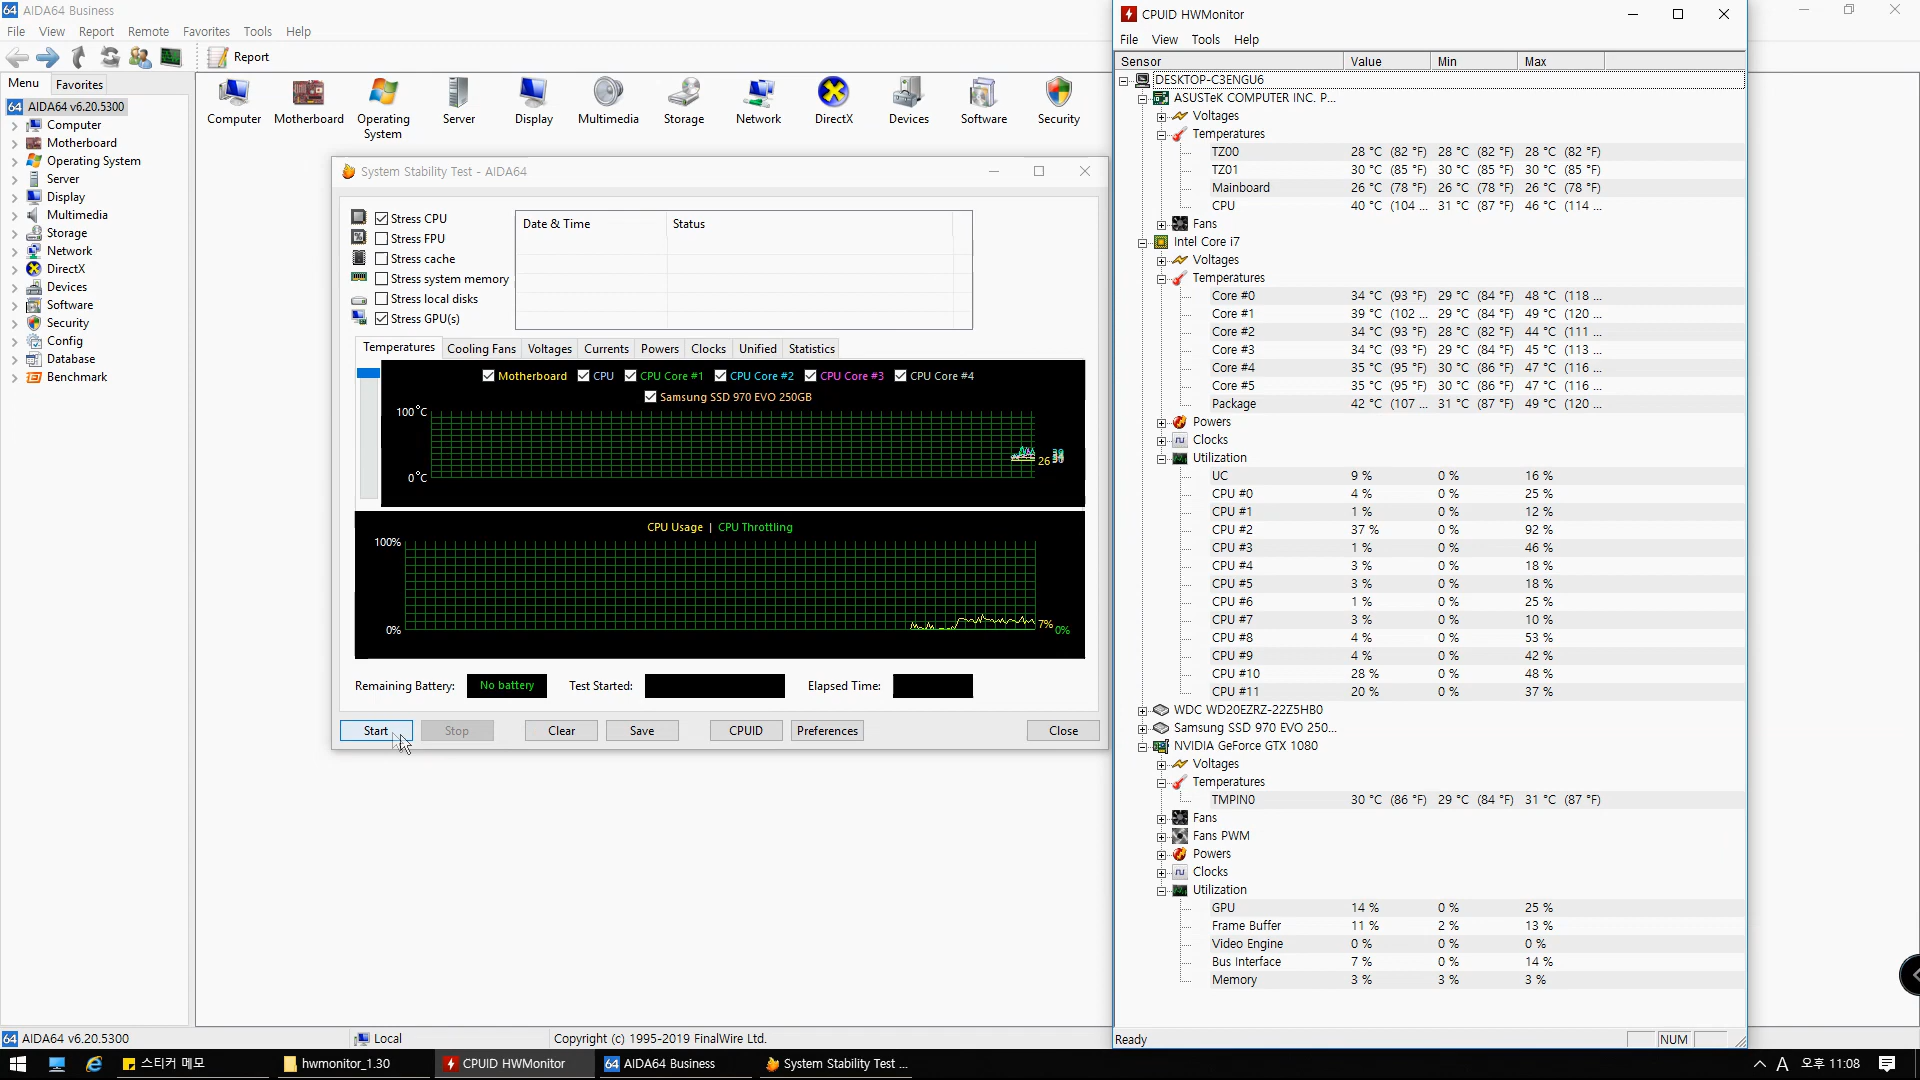 AIDA64 Business
File View Report Remote Favorites Tools Help
Report
Menu Favorites
AIDA64 v6.20.5300
Computer
Motherboard
Operating System
Server
Display
Multimedia
Storage
Network
DirectX
Devices
Software
Security
Config
Database
Benchmark
Computer Motherboard Operating System Server Display Multimedia Storage Network DirectX Devices Software Security
System Stability Test - AIDA64
Stress CPU
Stress FPU
Stress cache
Stress system memory
Stress local disks
Stress GPU(s)
Date & Time Status
Temperatures Cooling Fans Voltages Currents Powers Clocks Unified Statistics
Motherboard CPU CPU Core #1 CPU Core #2 CPU Core #3 CPU Core #4
Samsung SSD 970 EVO 250GB
100°C
26
0°C
CPU Usage | CPU Throttling
100%
0% 7% 0%
Remaining Battery: No battery Test Started: Elapsed Time:
Start Stop Clear Save CPUID Preferences Close
AIDA64 v6.20.5300 Local Copyright (c) 1995-2019 FinalWire Ltd.
CPUID HWMonitor
File View Tools Help
Sensor Value Min Max
DESKTOP-C3ENGU6
ASUSTeK COMPUTER INC. P...
Voltages
Temperatures
TZ00 28 °C (82 °F) 28 °C (82 °F) 28 °C (82 °F)
TZ01 30 °C (85 °F) 30 °C (85 °F) 30 °C (85 °F)
Mainboard 26 °C (78 °F) 26 °C (78 °F) 26 °C (78 °F)
CPU 40 °C (104 ... 31 °C (87 °F) 46 °C (114 ...
Fans
Intel Core i7
Voltages
Temperatures
Core #0 34 °C (93 °F) 29 °C (84 °F) 48 °C (118 ...
Core #1 39 °C (102 ... 29 °C (84 °F) 49 °C (120 ...
Core #2 34 °C (93 °F) 28 °C (82 °F) 44 °C (111 ...
Core #3 34 °C (93 °F) 29 °C (84 °F) 45 °C (113 ...
Core #4 35 °C (95 °F) 30 °C (86 °F) 47 °C (116 ...
Core #5 35 °C (95 °F) 30 °C (86 °F) 47 °C (116 ...
Package 42 °C (107 ... 31 °C (87 °F) 49 °C (120 ...
Powers
Clocks
Utilization
UC 9 % 0 % 16 %
CPU #0 4 % 0 % 25 %
CPU #1 1 % 0 % 12 %
CPU #2 37 % 0 % 92 %
CPU #3 1 % 0 % 46 %
CPU #4 3 % 0 % 18 %
CPU #5 3 % 0 % 18 %
CPU #6 1 % 0 % 25 %
CPU #7 3 % 0 % 10 %
CPU #8 4 % 0 % 53 %
CPU #9 4 % 0 % 42 %
CPU #10 28 % 0 % 48 %
CPU #11 20 % 0 % 37 %
WDC WD20EZRZ-22Z5HB0
Samsung SSD 970 EVO 250...
NVIDIA GeForce GTX 1080
Voltages
Temperatures
TMPIN0 30 °C (86 °F) 29 °C (84 °F) 31 °C (87 °F)
Fans
Fans PWM
Powers
Clocks
Utilization
GPU 14 % 0 % 25 %
Frame Buffer 11 % 2 % 13 %
Video Engine 0 % 0 % 0 %
Bus Interface 7 % 0 % 14 %
Memory 3 % 3 % 3 %
Ready NUM
스티커 메모 hwmonitor_1.30 CPUID HWMonitor AIDA64 Business System Stability Test ... A 오후 11:08